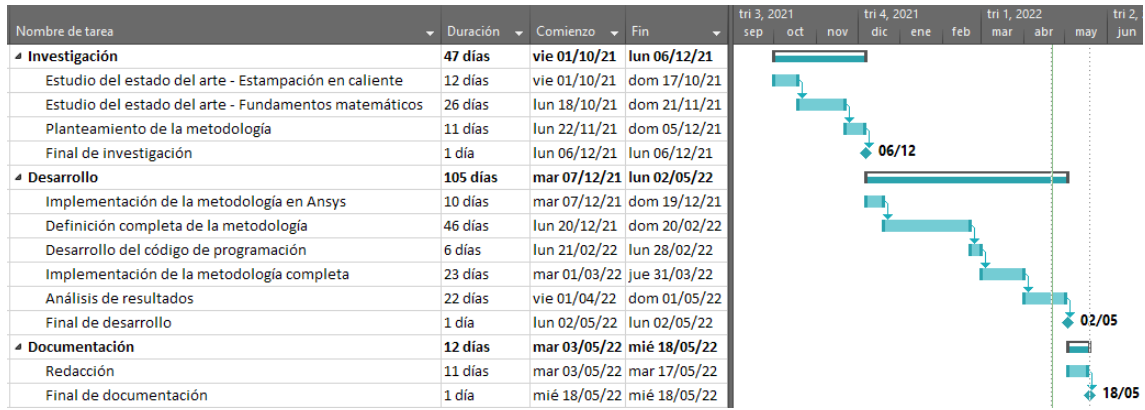 tri 3, 2021 tri 4, 2021 tri 1, 2022 tri 2,
Nombre de tarea Duración Comienzo Fin sep oct nov dic ene feb mar abr may jun
Investigación 47 días vie 01/10/21 lun 06/12/21
Estudio del estado del arte - Estampación en caliente 12 días vie 01/10/21 dom 17/10/21
Estudio del estado del arte - Fundamentos matemáticos 26 días lun 18/10/21 dom 21/11/21
Planteamiento de la metodología 11 días lun 22/11/21 dom 05/12/21
Final de investigación 1 día lun 06/12/21 lun 06/12/21 06/12
Desarrollo 105 días mar 07/12/21 lun 02/05/22
Implementación de la metodología en Ansys 10 días mar 07/12/21 dom 19/12/21
Definición completa de la metodología 46 días lun 20/12/21 dom 20/02/22
Desarrollo del código de programación 6 días lun 21/02/22 lun 28/02/22
Implementación de la metodología completa 23 días mar 01/03/22 jue 31/03/22
Análisis de resultados 22 días vie 01/04/22 dom 01/05/22
Final de desarrollo 1 día lun 02/05/22 lun 02/05/22 02/05
Documentación 12 días mar 03/05/22 mié 18/05/22
Redacción 11 días mar 03/05/22 mar 17/05/22
Final de documentación 1 día mié 18/05/22 mié 18/05/22 18/05